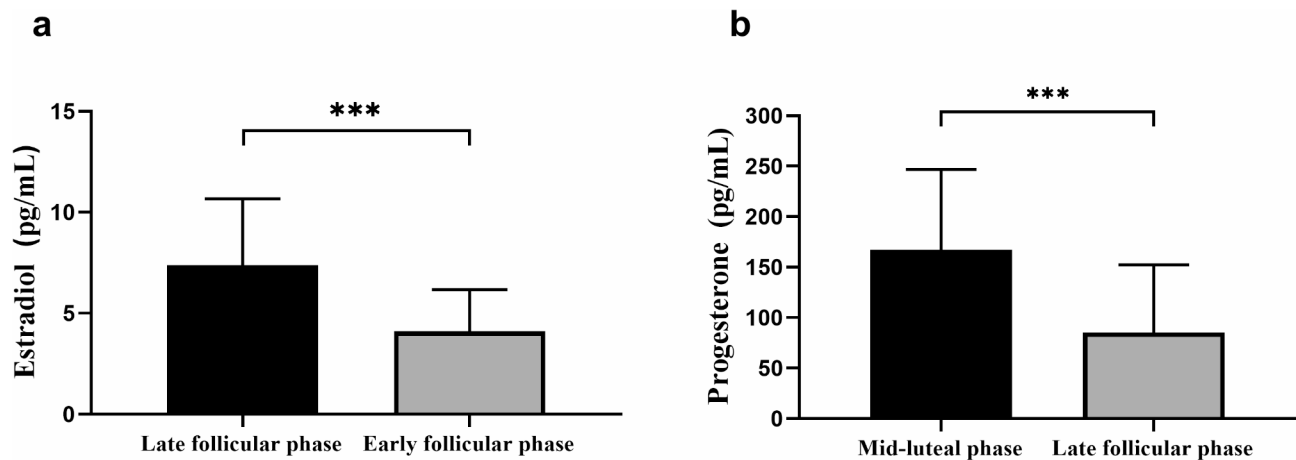 a
Estradiol (pg/mL)
15
10
5
0
***
Late follicular phase
Early follicular phase
b
Progesterone (pg/mL)
300
250
200
150
100
50
0
***
Mid-luteal phase
Late follicular phase